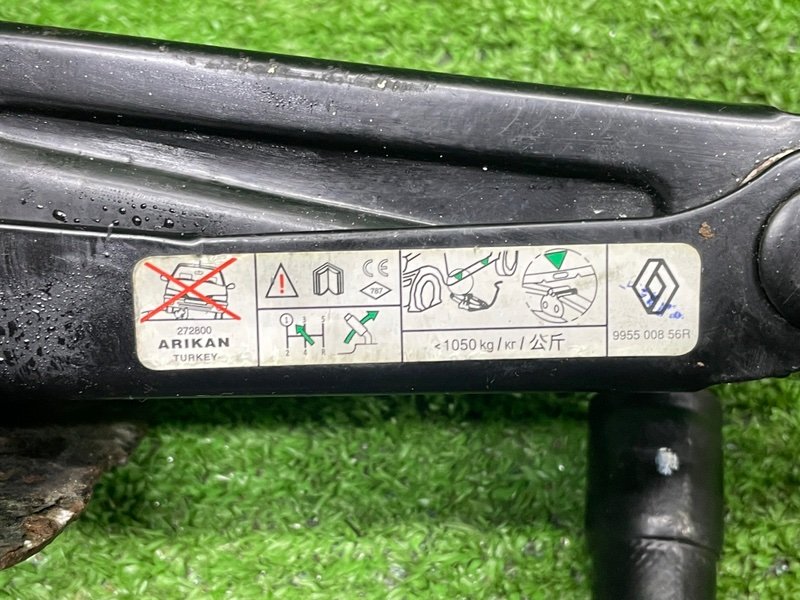 272800
ARIKAN
TURKEY
CE
787
1 3 5
2 4 R
<1050 kg/кг/公斤
9955 008 56R